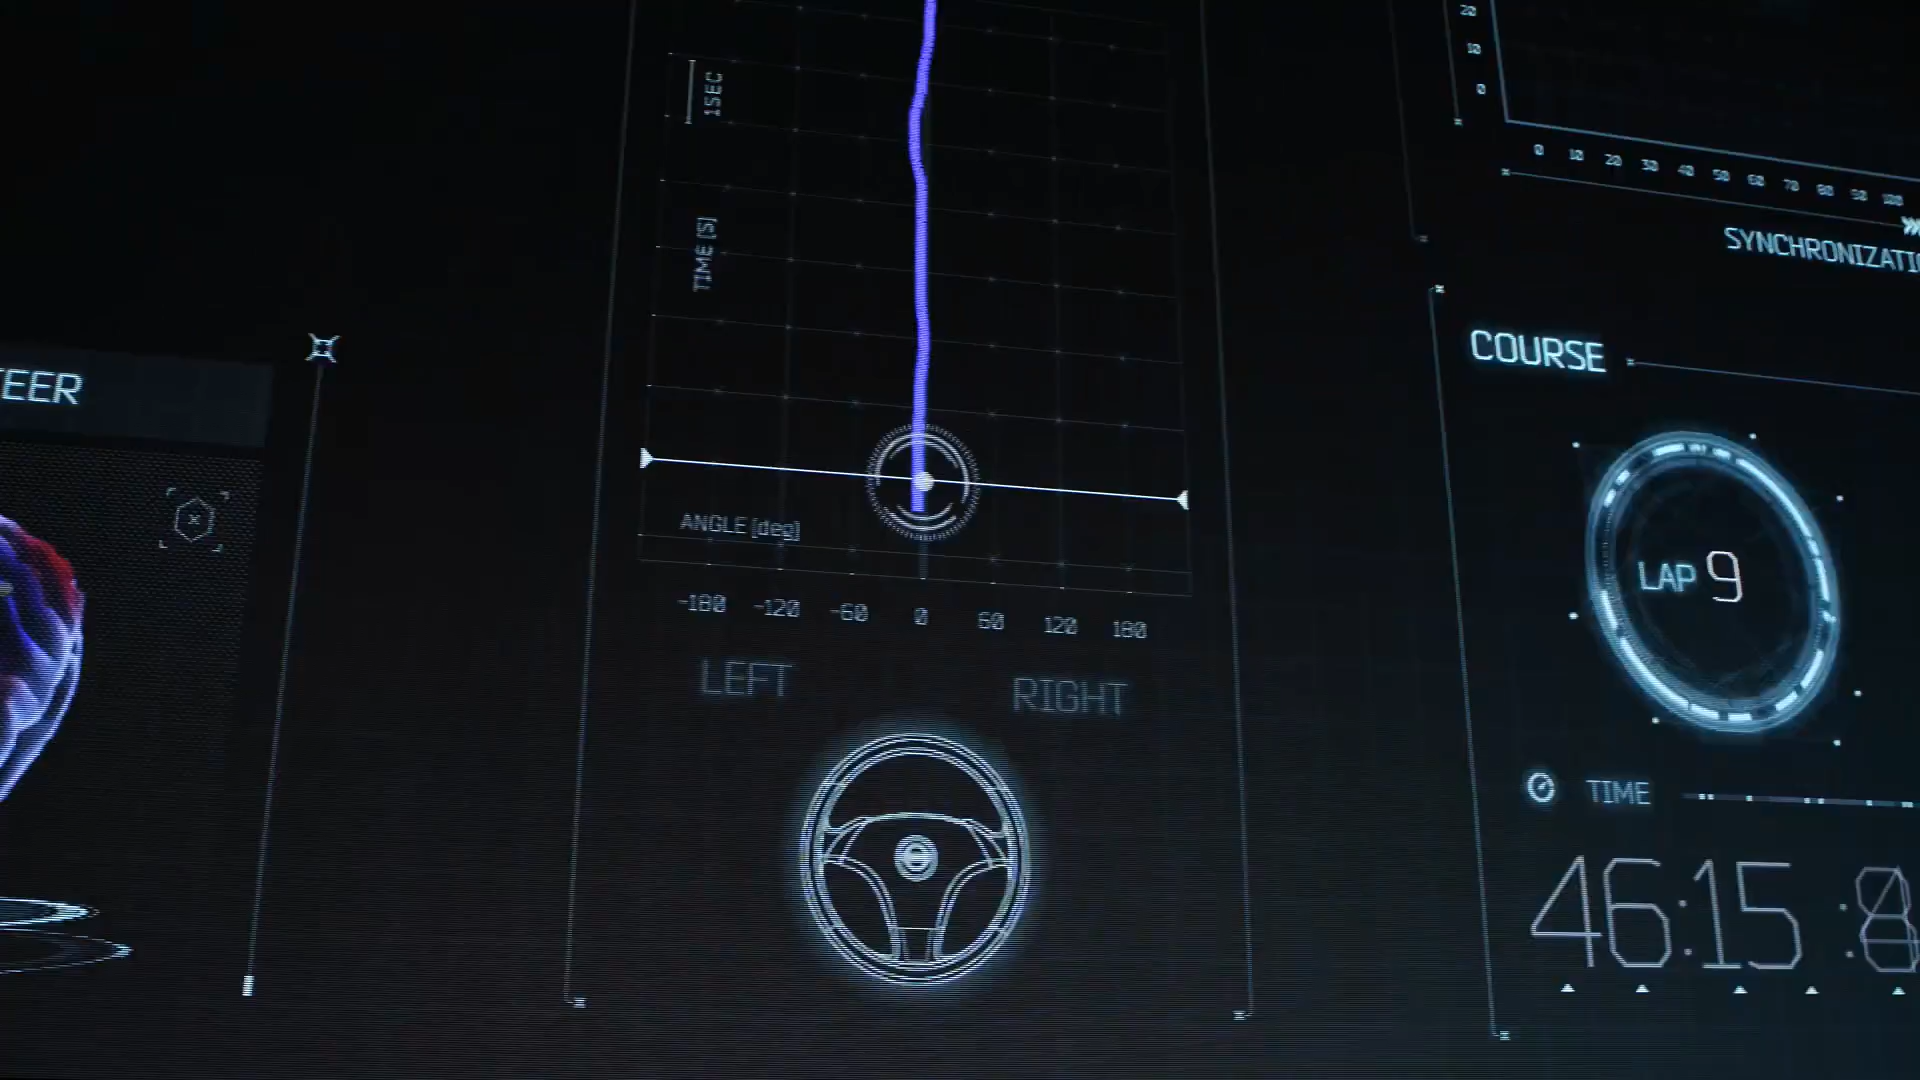 TEER
1SEC
TIME [S]
ANGLE [deg]
-180 -120 -60 0 60 120 180
LEFT RIGHT
20
10
0
0 10 20 30 40 50 60 70 80 90 100
SYNCHRONIZATI
COURSE
LAP 9
TIME
46:15